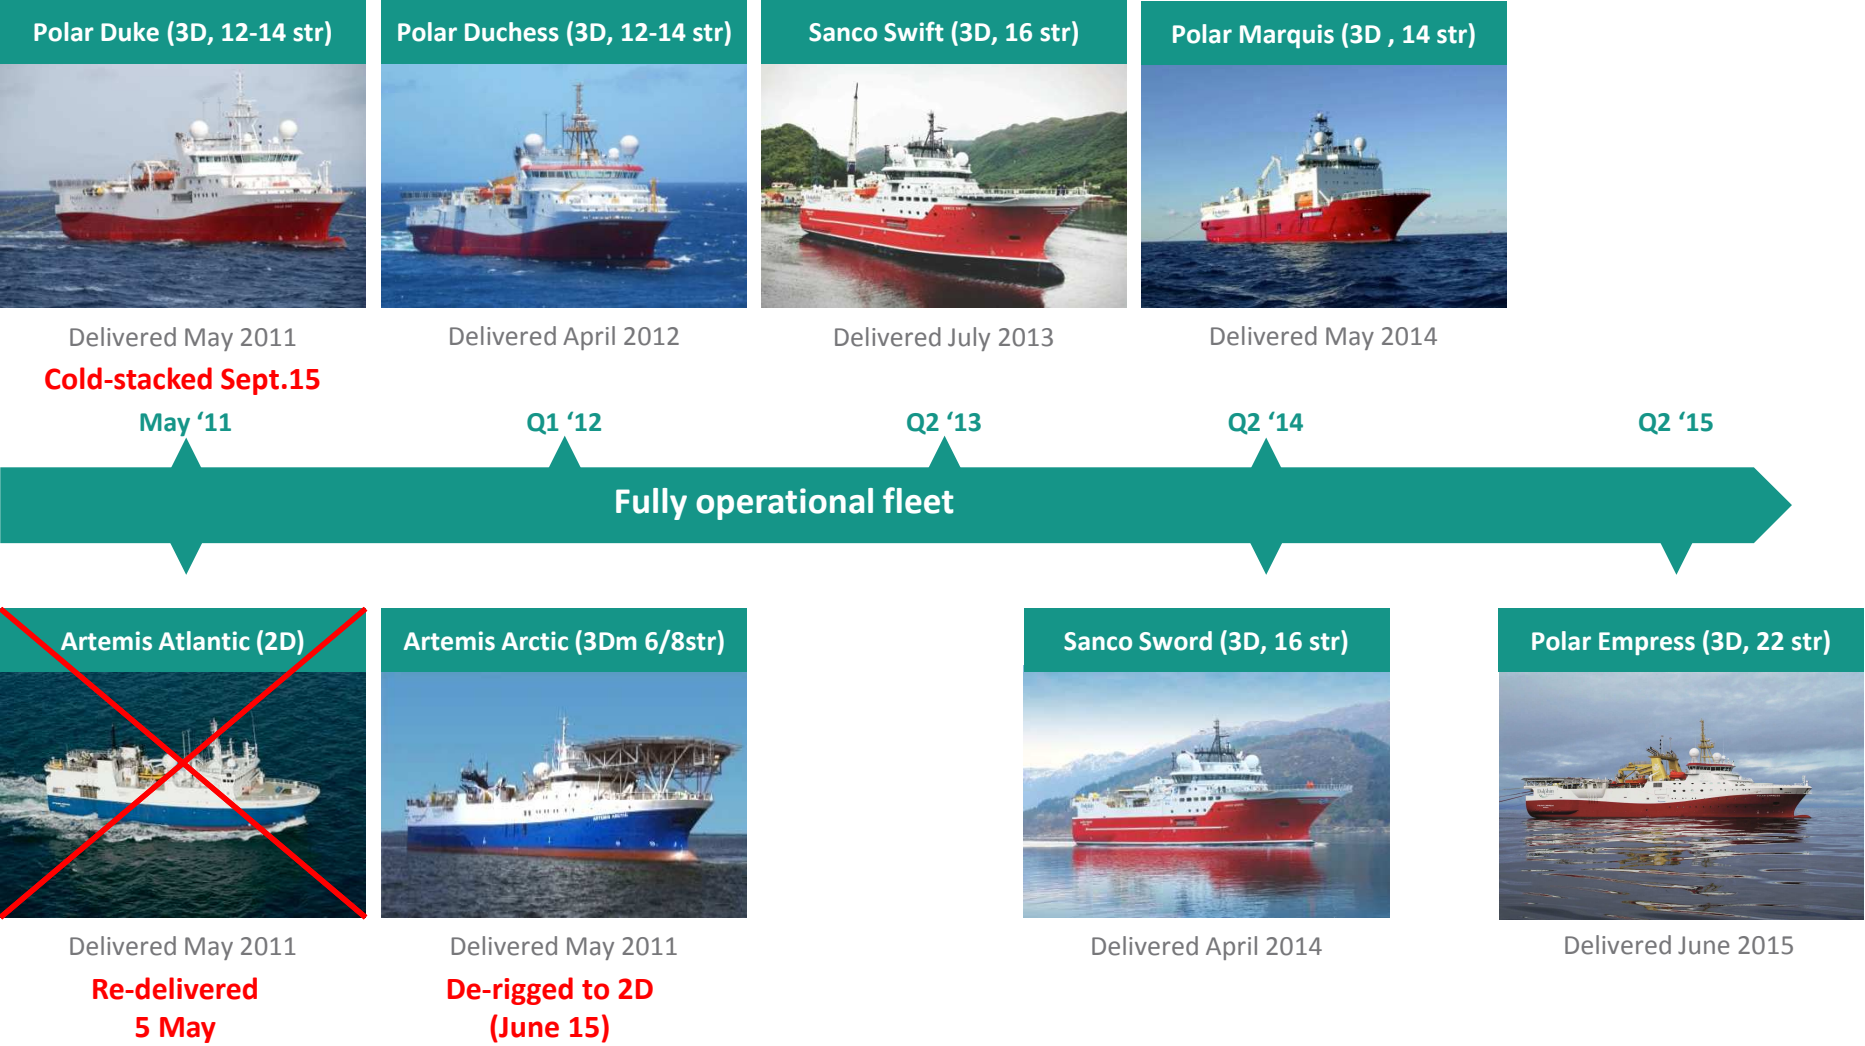 Polar Duke (3D, 12-14 str)
Polar Duchess (3D, 12-14 str)
Sanco Swift (3D, 16 str)
Polar Marquis (3D , 14 str)
Delivered May 2011
Delivered April 2012
Delivered July 2013
Delivered May 2014
Cold-stacked Sept.15
May ‘11
Q1 ‘12
Q2 ‘13
Q2 ‘14
Q2 ‘15
Fully operational fleet
Artemis Atlantic (2D)
Artemis Arctic (3Dm 6/8str)
Sanco Sword (3D, 16 str)
Polar Empress (3D, 22 str)
ARTEMIS ARCTIC
Delivered May 2011
Delivered May 2011
Delivered April 2014
Delivered June 2015
Re-delivered
5 May
De-rigged to 2D
(June 15)